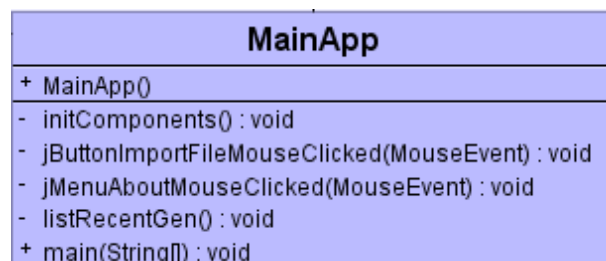 MainApp
+ MainApp()
- initComponents() : void
- jButtonImportFileMouseClicked(MouseEvent) : void
- jMenuAboutMouseClicked(MouseEvent) : void
- listRecentGen() : void
+ main(String[]) : void